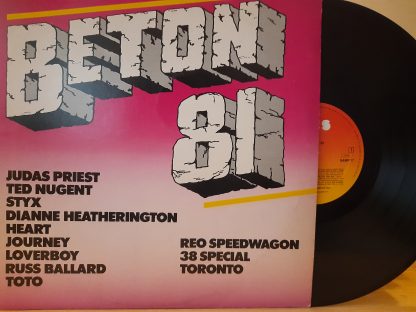 BETON
81
JUDAS PRIEST
TED NUGENT
STYX
DIANNE HEATHERINGTON
HEART
JOURNEY
LOVERBOY
RUSS BALLARD
TOTO
REO SPEEDWAGON
38 SPECIAL
TORONTO